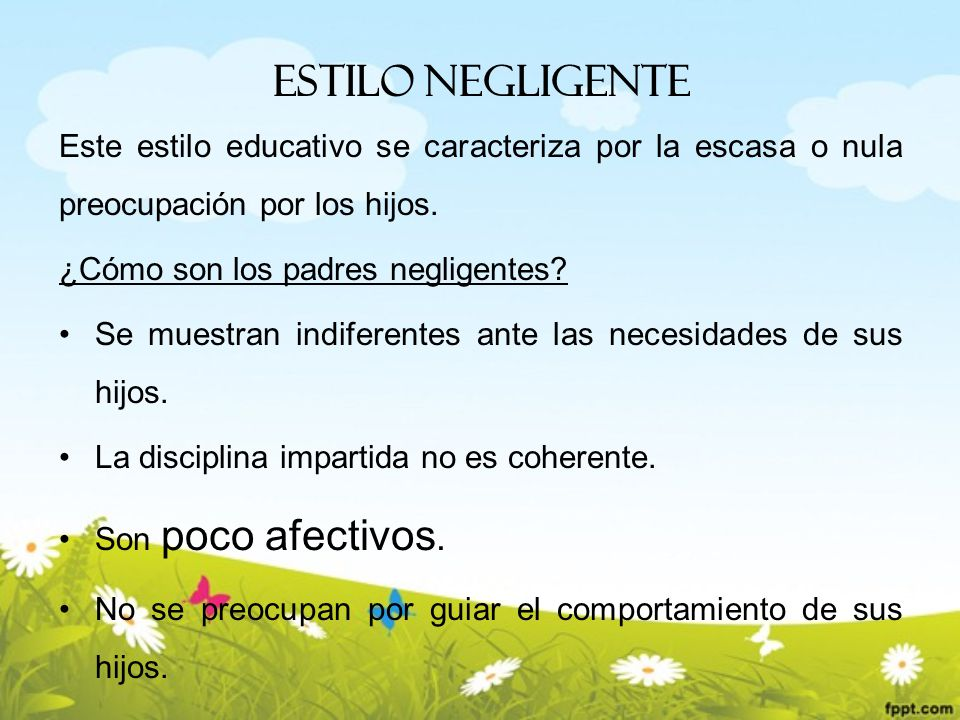 ESTILO NEGLIGENTE
Este estilo educativo se caracteriza por la escasa o nula
preocupación por los hijos.
¿Cómo son los padres negligentes?
• Se muestran indiferentes ante las necesidades de sus
hijos.
• La disciplina impartida no es coherente.
• Son poco afectivos.
• No se preocupan por guiar el comportamiento de sus
hijos.
fppt.com